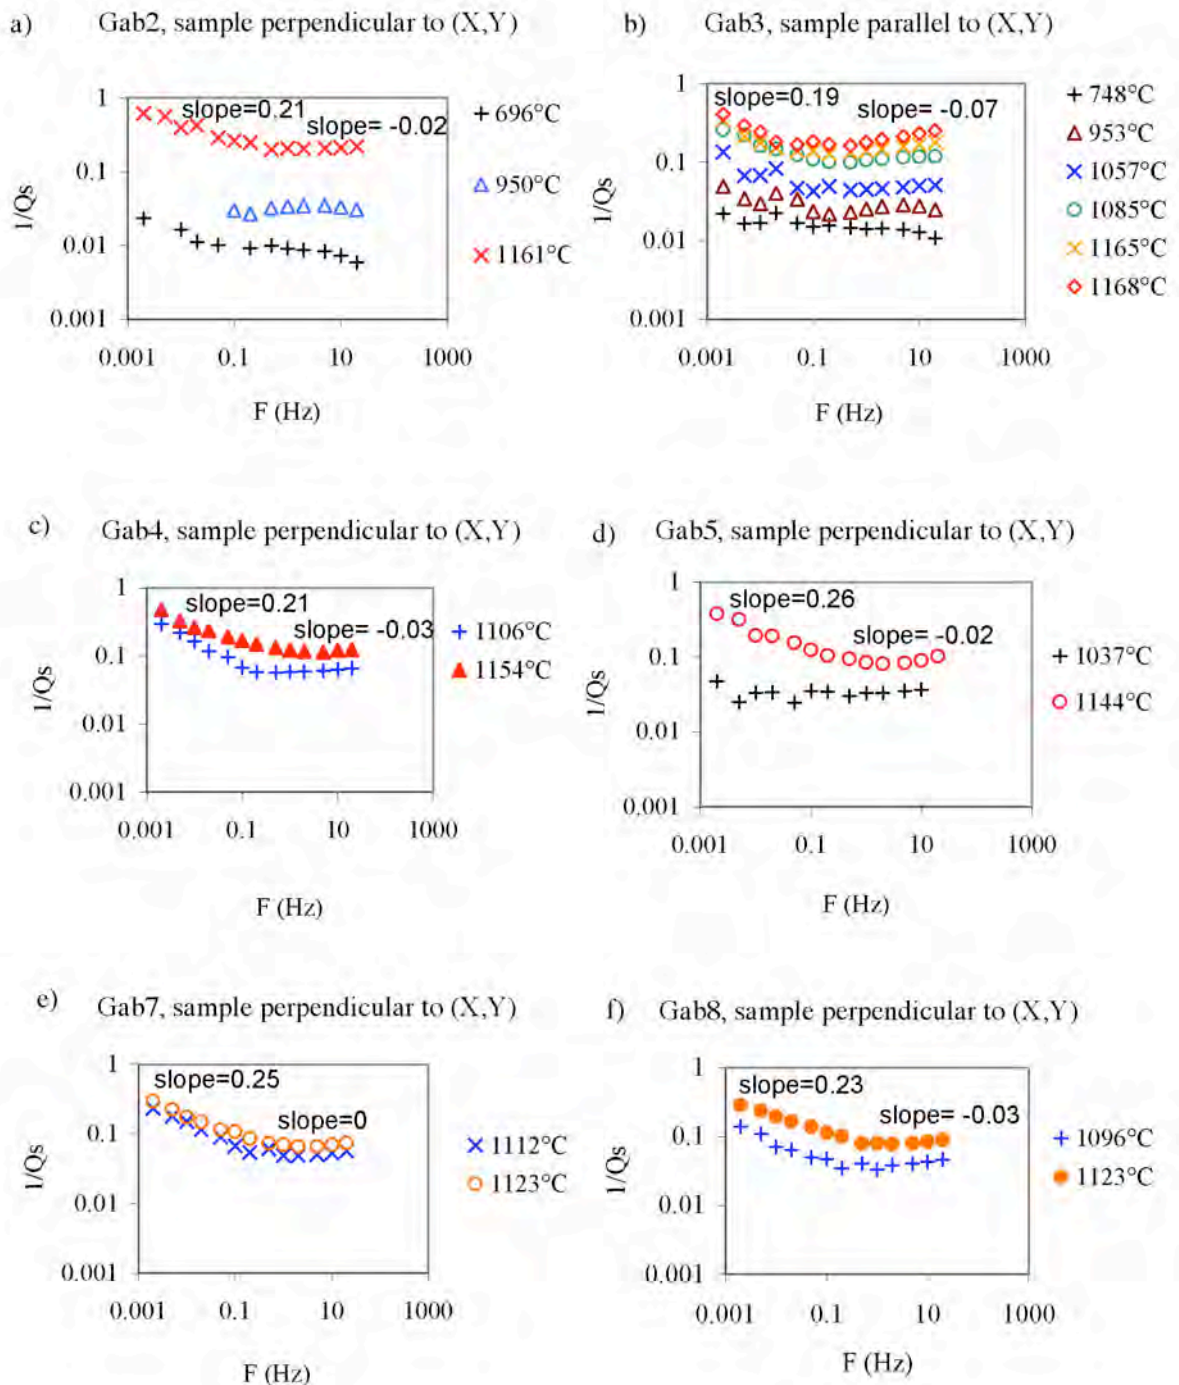 a) Gab2, sample perpendicular to (X,Y)
1
0.1
0.01
0.001
1/Qs
slope=0.21
slope= -0.02
0.001 0.1 10 1000
F (Hz)
696°C
950°C
1161°C
b) Gab3, sample parallel to (X,Y)
1
0.1
0.01
0.001
1/Qs
slope=0.19
slope= -0.07
0.001 0.1 10 1000
F (Hz)
748°C
953°C
1057°C
1085°C
1165°C
1168°C
c) Gab4, sample perpendicular to (X,Y)
1
0.1
0.01
0.001
1/Qs
slope=0.21
slope= -0.03
0.001 0.1 10 1000
F (Hz)
1106°C
1154°C
d) Gab5, sample perpendicular to (X,Y)
1
0.1
0.01
0.001
1/Qs
slope=0.26
slope= -0.02
0.001 0.1 10 1000
F (Hz)
1037°C
1144°C
e) Gab7, sample perpendicular to (X,Y)
1
0.1
0.01
0.001
1/Qs
slope=0.25
slope=0
0.001 0.1 10 1000
F (Hz)
1112°C
1123°C
f) Gab8, sample perpendicular to (X,Y)
1
0.1
0.01
0.001
1/Qs
slope=0.23
slope= -0.03
0.001 0.1 10 1000
F (Hz)
1096°C
1123°C